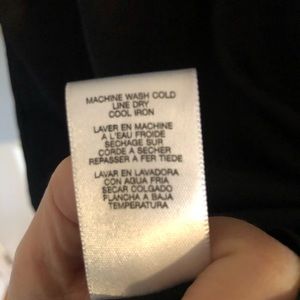 MACHINE WASH COLD
LINE DRY
COOL IRON
LAVER EN MACHINE
A L'EAU FROIDE
SECHAGE SUR
CORDE A SECHER
REPASSER A FER TIEDE
LAVAR EN LAVADORA
CON AGUA FRIA
SECAR COLGADO
PLANCHA A BAJA
TEMPERATURA